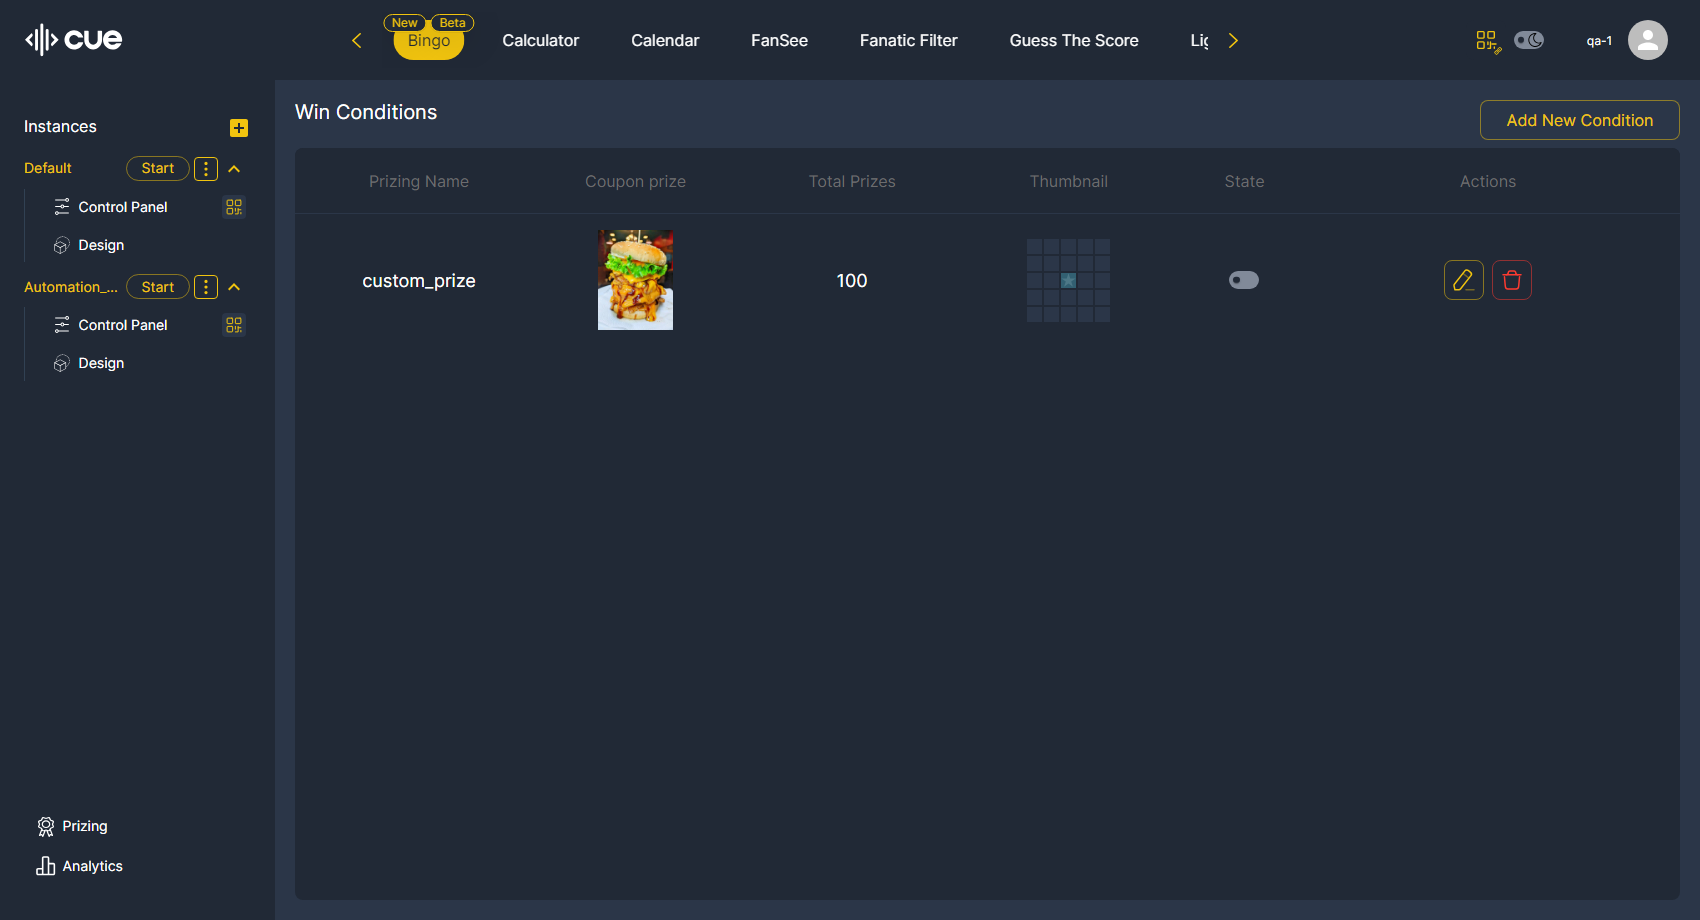 cue
New Beta
Bingo Calculator Calendar FanSee Fanatic Filter Guess The Score
qa-1
Instances
Default Start
Control Panel
Design
Automation_... Start
Control Panel
Design
Prizing
Analytics
Win Conditions
Add New Condition
Prizing Name Coupon prize Total Prizes Thumbnail State Actions
custom_prize 100